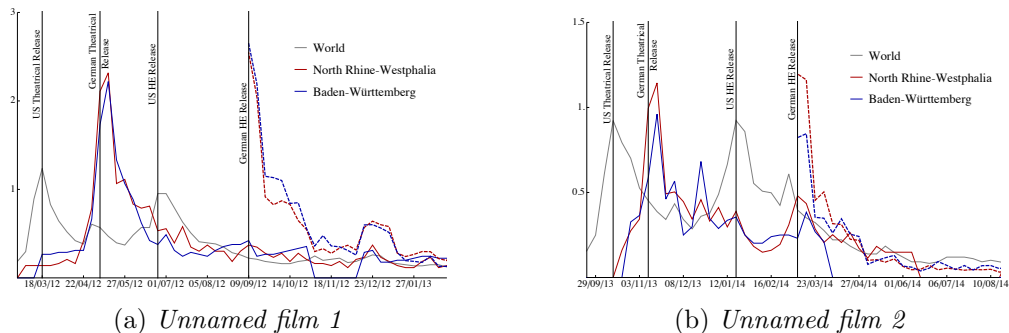 3
2
1
US Theatrical Release
German Theatrical
Release
US HE Release
German HE Release
World
North Rhine-Westphalia
Baden-Württemberg
18/03/12 22/04/12 27/05/12 01/07/12 05/08/12 09/09/12 14/10/12 18/11/12 23/12/12 27/01/13
(a) Unnamed film 1
1.5
1.
0.5
US Theatrical Release
German Theatrical
Release
US HE Release
German HE Release
World
North Rhine-Westphalia
Baden-Württemberg
29/09/13 03/11/13 08/12/13 12/01/14 16/02/14 23/03/14 27/04/14 01/06/14 06/07/14 10/08/14
(b) Unnamed film 2